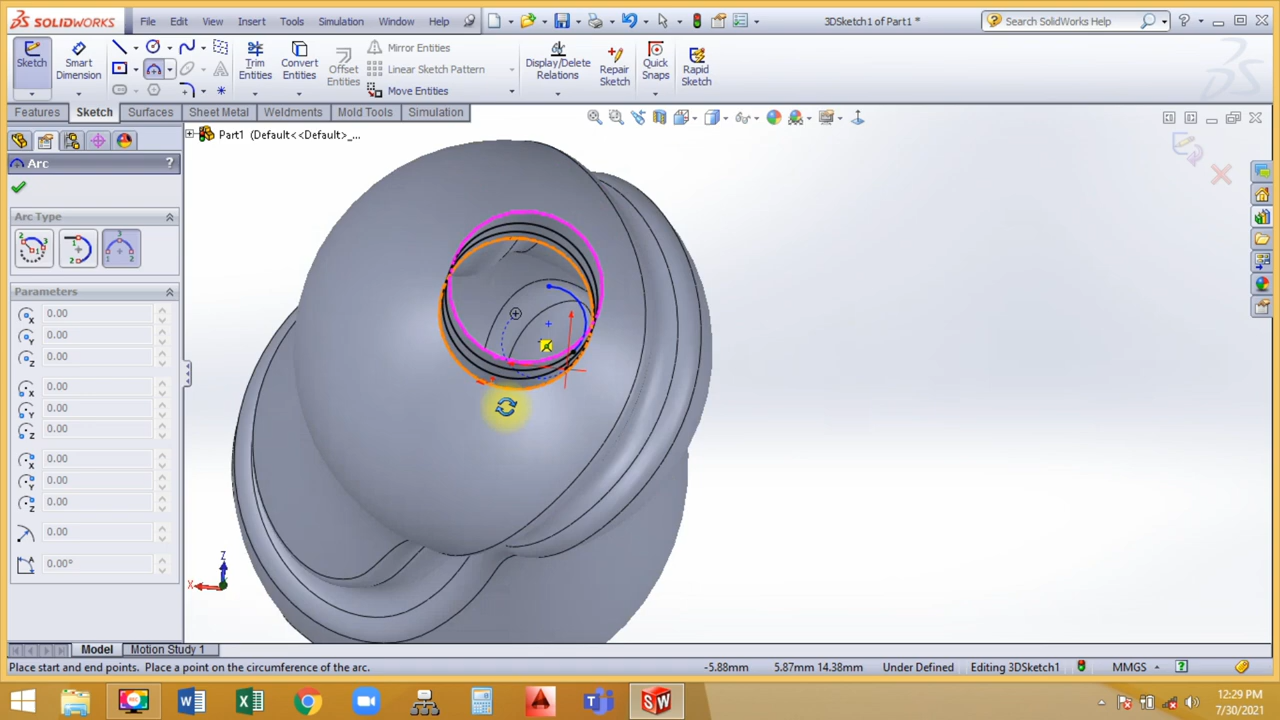 SOLIDWORKS File Edit View Insert Tools Simulation Window Help 3DSketch1 of Part1 * Search SolidWorks Help
Sketch Smart Dimension Trim Entities Convert Entities Offset Entities Mirror Entities Display/Delete Relations Repair Sketch Quick Snaps Rapid Sketch
Linear Sketch Pattern
Move Entities
Features Sketch Surfaces Sheet Metal Weldments Mold Tools Simulation
Part1 (Default<<Default>_...
Arc ?
Arc Type
Parameters
0.00
0.00
0.00
0.00
0.00
0.00
0.00
0.00
0.00
0.00
0.00°
Z
X
Model Motion Study 1
Place start and end points. Place a point on the circumference of the arc. -5.88mm 5.87mm 14.38mm Under Defined Editing 3DSketch1 MMGS
12:29 PM
7/30/2021